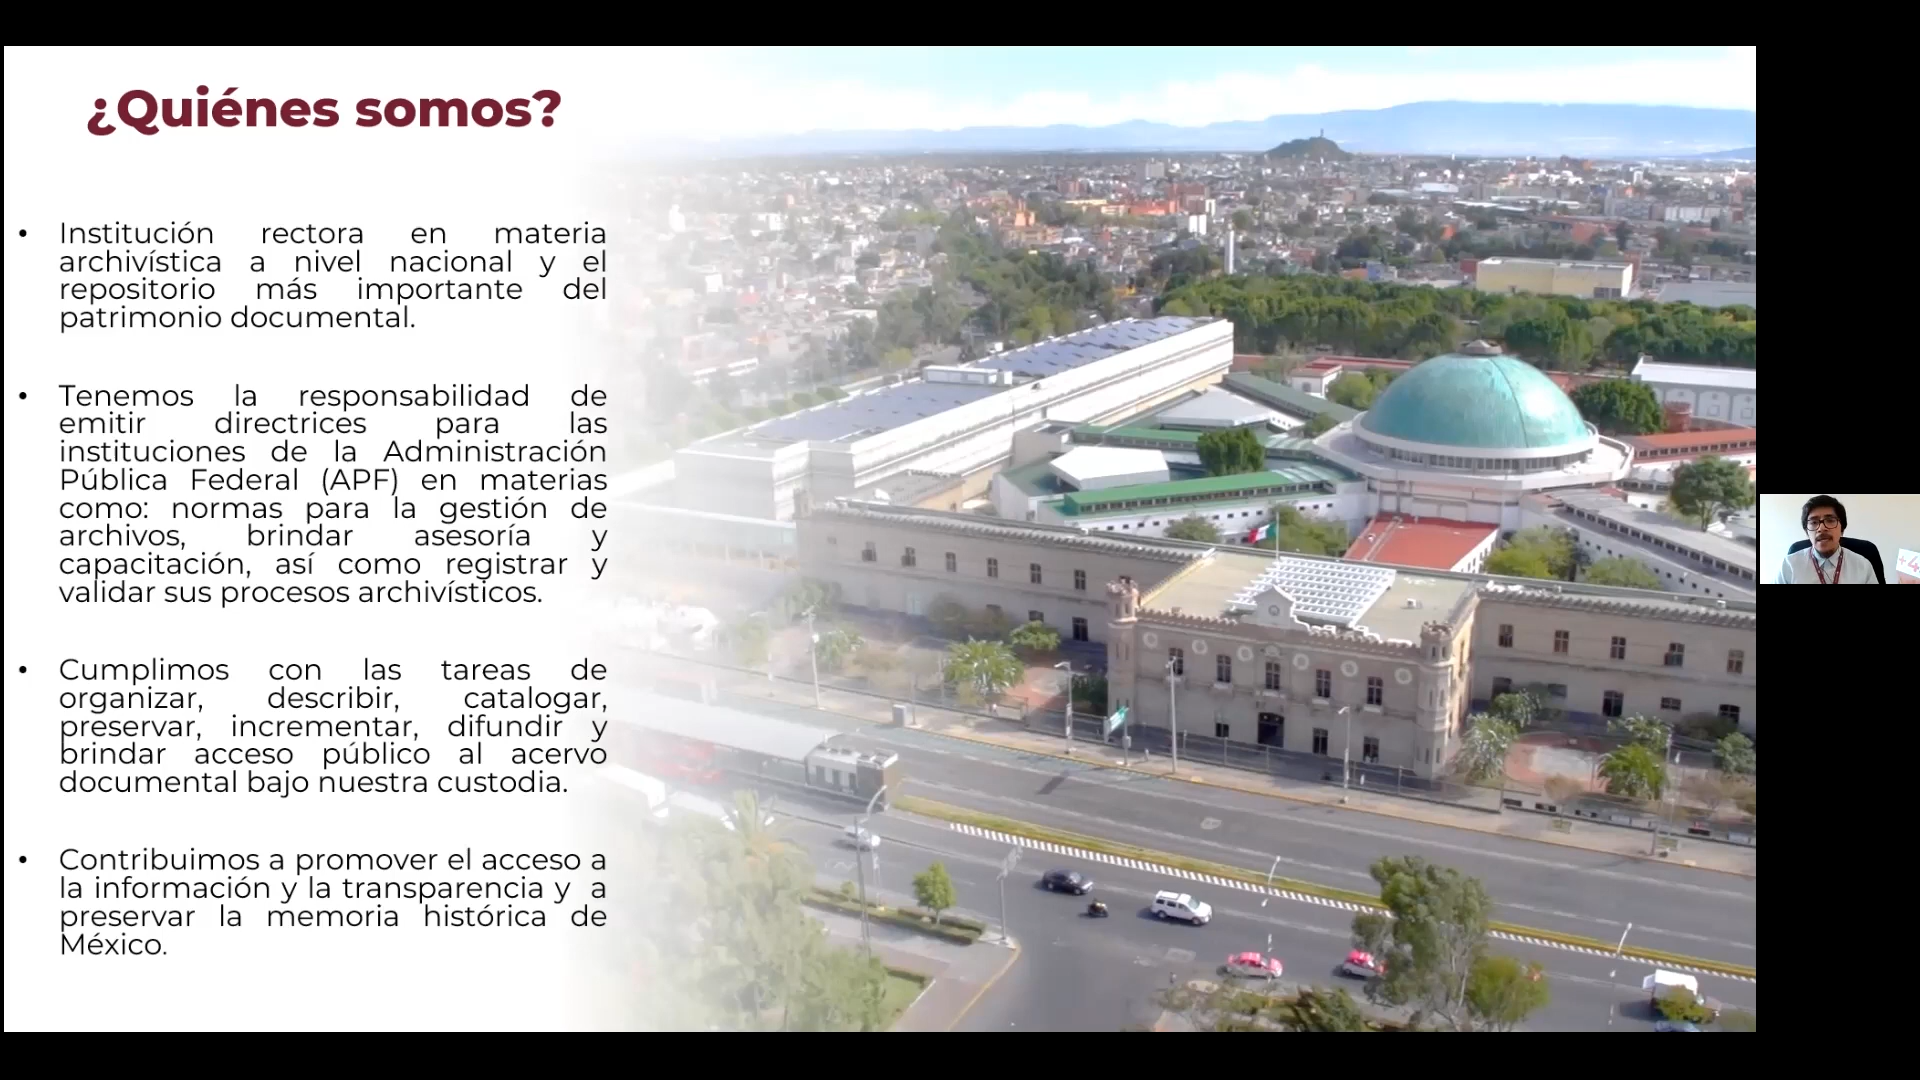 ¿Quiénes somos?
• Institución rectora en materia
archivística a nivel nacional y el
repositorio más importante del
patrimonio documental.
• Tenemos la responsabilidad de
emitir directrices para las
instituciones de la Administración
Pública Federal (APF) en materias
como: normas para la gestión de
archivos, brindar asesoría y
capacitación, así como registrar y
validar sus procesos archivísticos.
• Cumplimos con las tareas de
organizar, describir, catalogar,
preservar, incrementar, difundir y
brindar acceso público al acervo
documental bajo nuestra custodia.
• Contribuimos a promover el acceso a
la información y la transparencia y a
preservar la memoria histórica de
México.